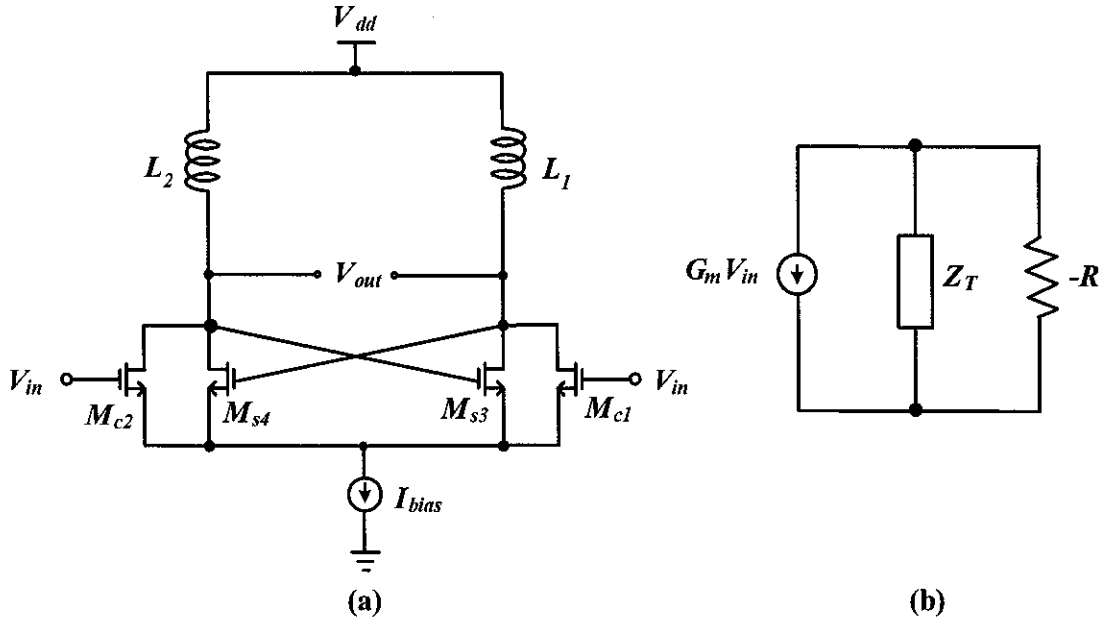 V_dd
L_2
L_1
V_out
G_m V_in
Z_T
-R
V_in
M_c2
M_s4
M_s3
M_c1
V_in
I_bias
(a)
(b)